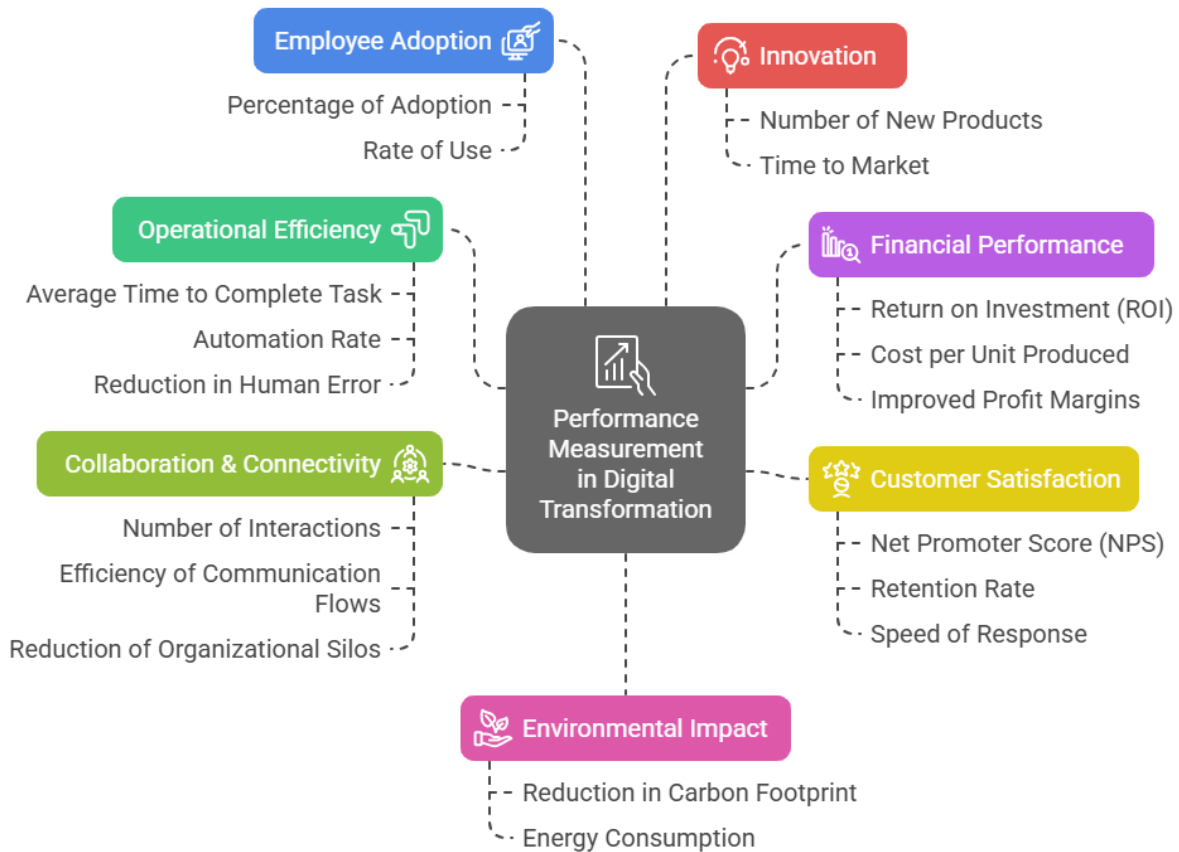 Employee Adoption
Percentage of Adoption
Rate of Use
Innovation
Number of New Products
Time to Market
Operational Efficiency
Average Time to Complete Task
Automation Rate
Reduction in Human Error
Financial Performance
Return on Investment (ROI)
Cost per Unit Produced
Improved Profit Margins
Performance
Measurement
in Digital
Transformation
Collaboration & Connectivity
Number of Interactions
Efficiency of Communication
Flows
Reduction of Organizational Silos
Customer Satisfaction
Net Promoter Score (NPS)
Retention Rate
Speed of Response
Environmental Impact
Reduction in Carbon Footprint
Energy Consumption